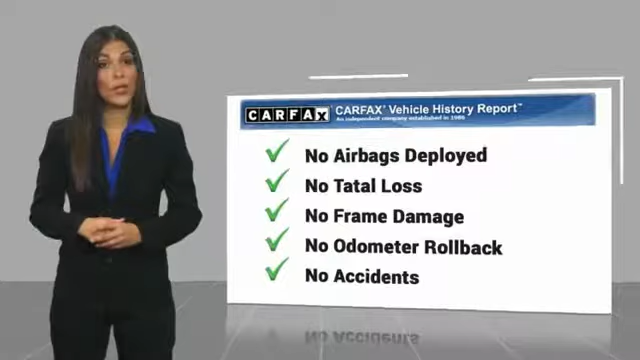 CARFAX CARFAX Vehicle History Report™
An independent company established in 1986
No Airbags Deployed
No Tatal Loss
No Frame Damage
No Odometer Rollback
No Accidents